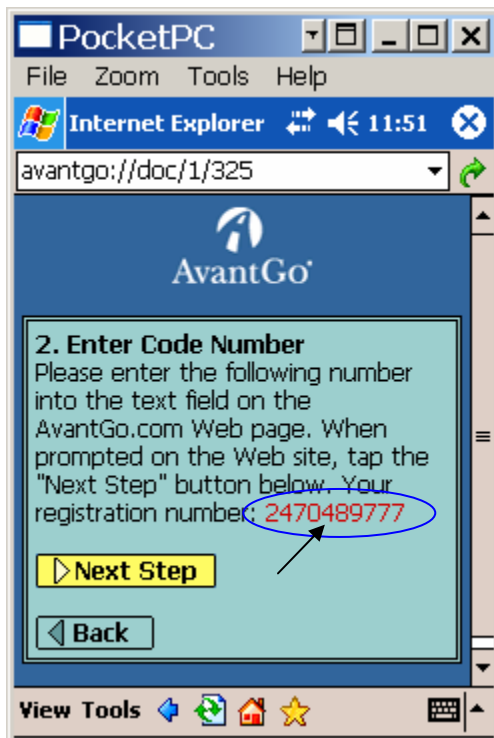 PocketPC
File Zoom Tools Help
Internet Explorer 11:51
avantgo://doc/1/325
AvantGo
2. Enter Code Number
Please enter the following number
into the text field on the
AvantGo.com Web page. When
prompted on the Web site, tap the
"Next Step" button below. Your
registration number: 2470489777
Next Step
Back
View Tools